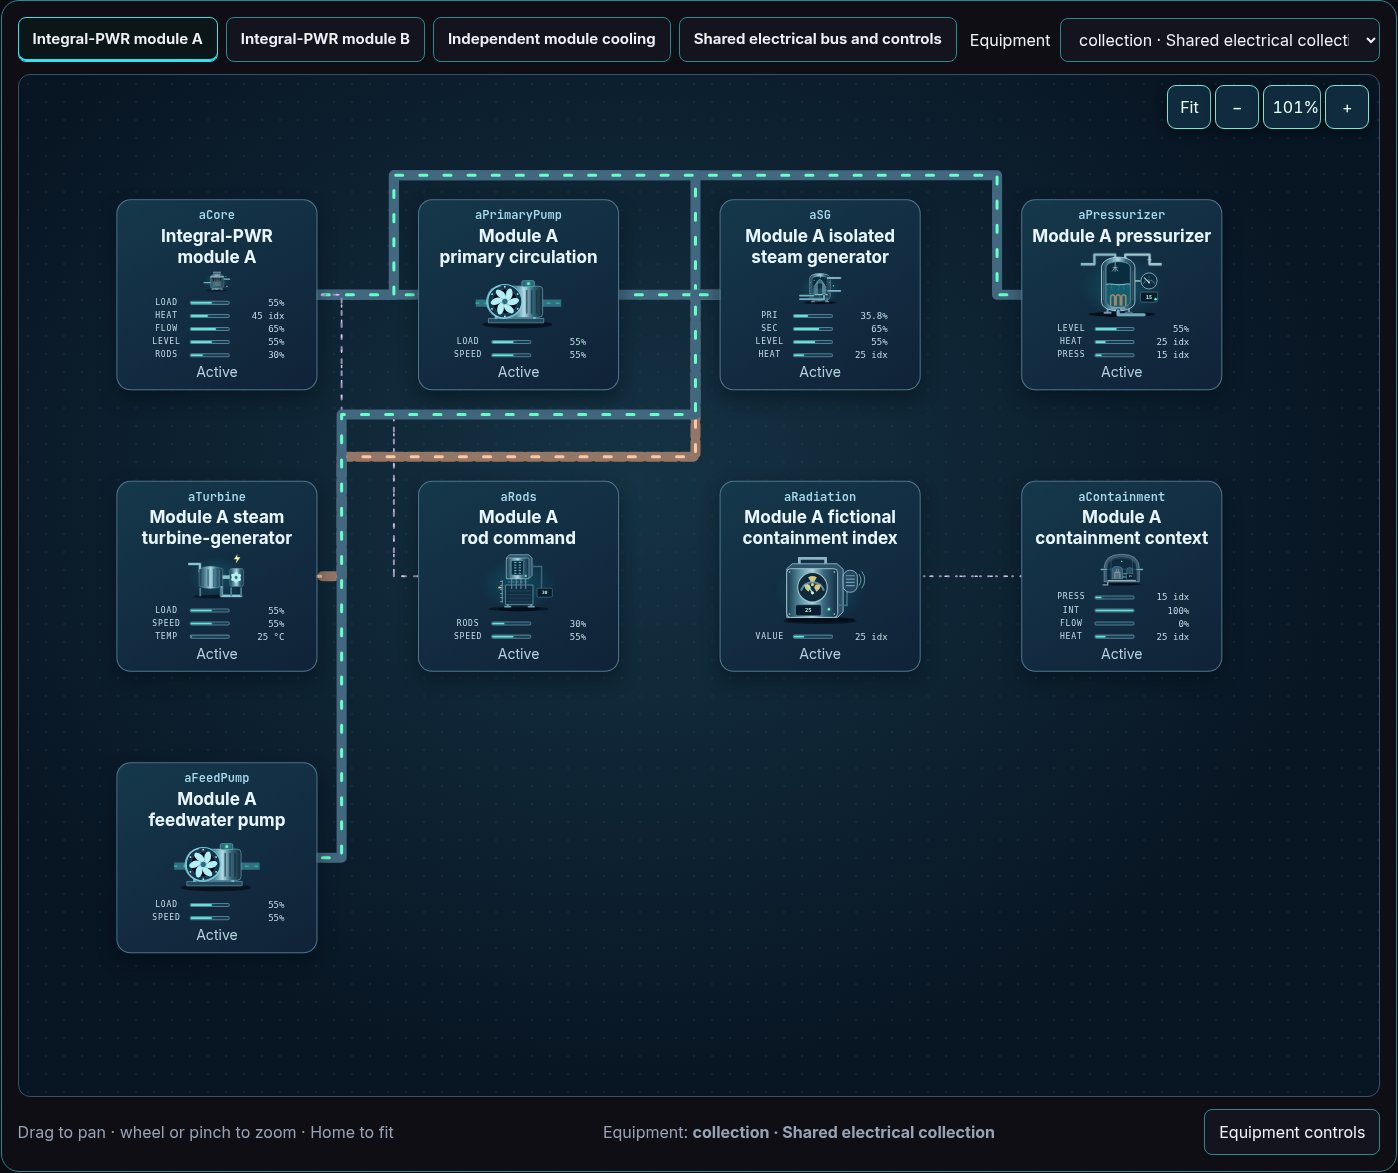 Integral-PWR module A
Integral-PWR module B
Independent module cooling
Shared electrical bus and controls
Equipment
collection · Shared electrical collecti
Fit
−
101%
+
aCore
Integral-PWR
module A
LOAD 55%
HEAT 45 idx
FLOW 65%
LEVEL 55%
RODS 30%
Active
aPrimaryPump
Module A
primary circulation
LOAD 55%
SPEED 55%
Active
aSG
Module A isolated
steam generator
PRI 35.8%
SEC 65%
LEVEL 55%
HEAT 25 idx
Active
aPressurizer
Module A pressurizer
15
LEVEL 55%
HEAT 25 idx
PRESS 15 idx
Active
aTurbine
Module A steam
turbine-generator
LOAD 55%
SPEED 55%
TEMP 25 °C
Active
aRods
Module A
rod command
30
RODS 30%
SPEED 55%
Active
aRadiation
Module A fictional
containment index
25
VALUE 25 idx
Active
aContainment
Module A
containment context
PRESS 15 idx
INT 100%
FLOW 0%
HEAT 25 idx
Active
aFeedPump
Module A
feedwater pump
LOAD 55%
SPEED 55%
Active
Drag to pan · wheel or pinch to zoom · Home to fit
Equipment: collection · Shared electrical collection
Equipment controls